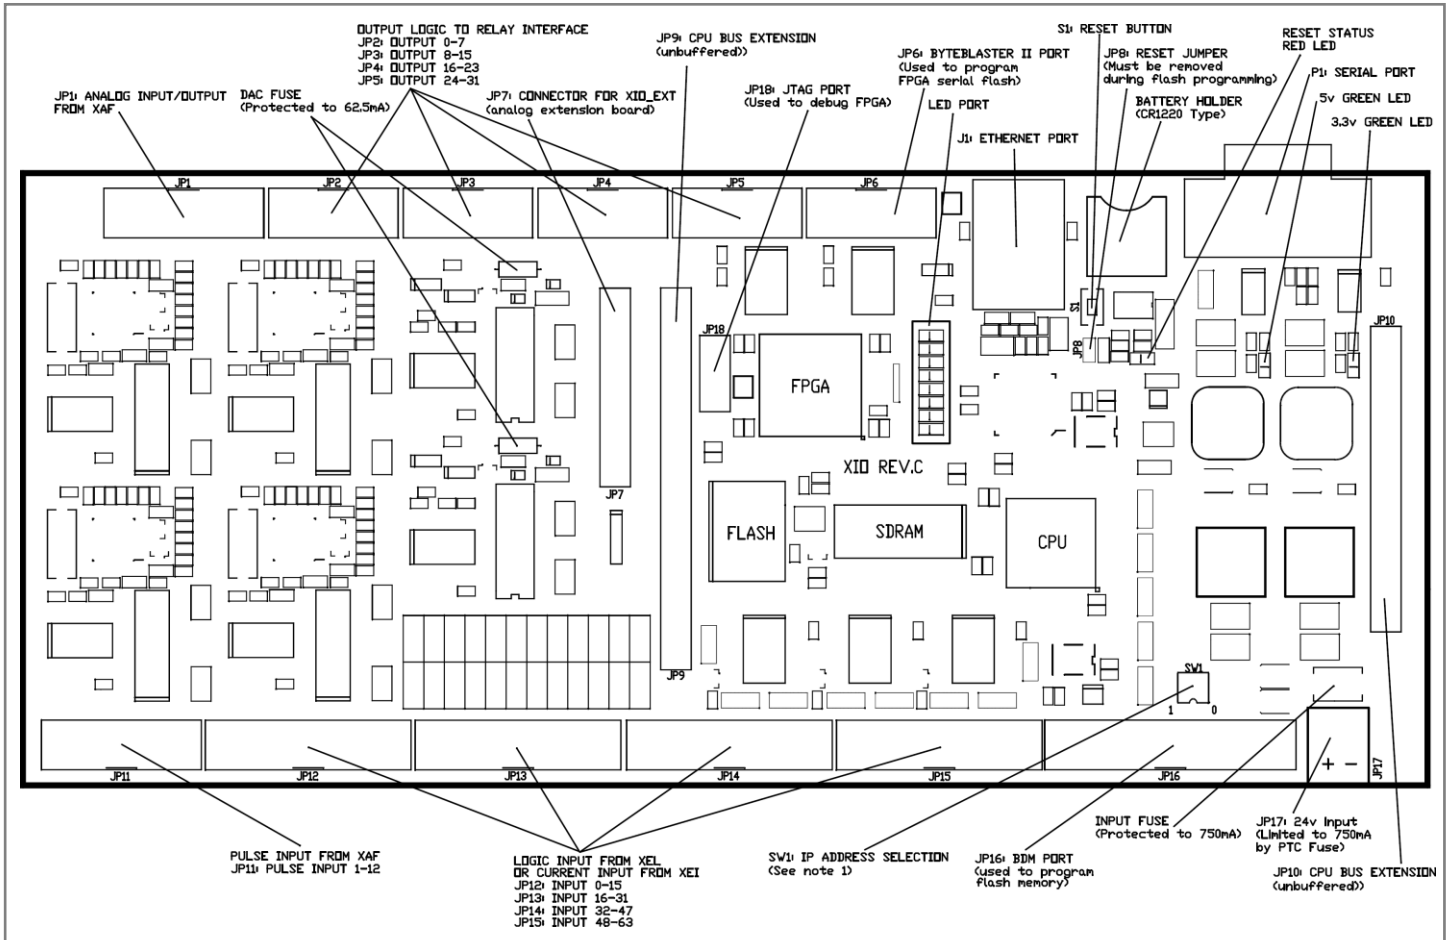 OUTPUT LOGIC TO RELAY INTERFACE
JP2: OUTPUT 0-7
JP3: OUTPUT 8-15
JP4: OUTPUT 16-23
JP5: OUTPUT 24-31
JP9: CPU BUS EXTENSION
(unbuffered))
S1: RESET BUTTON
RESET STATUS
RED LED
JP6: BYTEBLASTER II PORT
(Used to program
FPGA serial flash)
JP8: RESET JUMPER
(Must be removed
during flash programming)
P1: SERIAL PORT
JP1: ANALOG INPUT/OUTPUT
FROM XAF
DAC FUSE
(Protected to 62.5mA)
JP7: CONNECTOR FOR XIO_EXT
(analog extension board)
JP18: JTAG PORT
(Used to debug FPGA)
LED PORT
BATTERY HOLDER
(CR1220 Type)
5v GREEN LED
3.3v GREEN LED
J1: ETHERNET PORT
JP1
JP2
JP3
JP4
JP5
JP6
S1
JP18
JP8
JP10
FPGA
XIO REV.C
JP7
FLASH
SDRAM
CPU
JP9
SW1
1 0
JP11
JP12
JP13
JP14
JP15
JP16
+ -
JP17
PULSE INPUT FROM XAF
JP11: PULSE INPUT 1-12
LOGIC INPUT FROM XEL
OR CURRENT INPUT FROM XEI
JP12: INPUT 0-15
JP13: INPUT 16-31
JP14: INPUT 32-47
JP15: INPUT 48-63
SW1: IP ADDRESS SELECTION
(See note 1)
JP16: BDM PORT
(used to program
flash memory)
INPUT FUSE
(Protected to 750mA)
JP17: 24v Input
(Limited to 750mA
by PTC Fuse)
JP10: CPU BUS EXTENSION
(unbuffered))